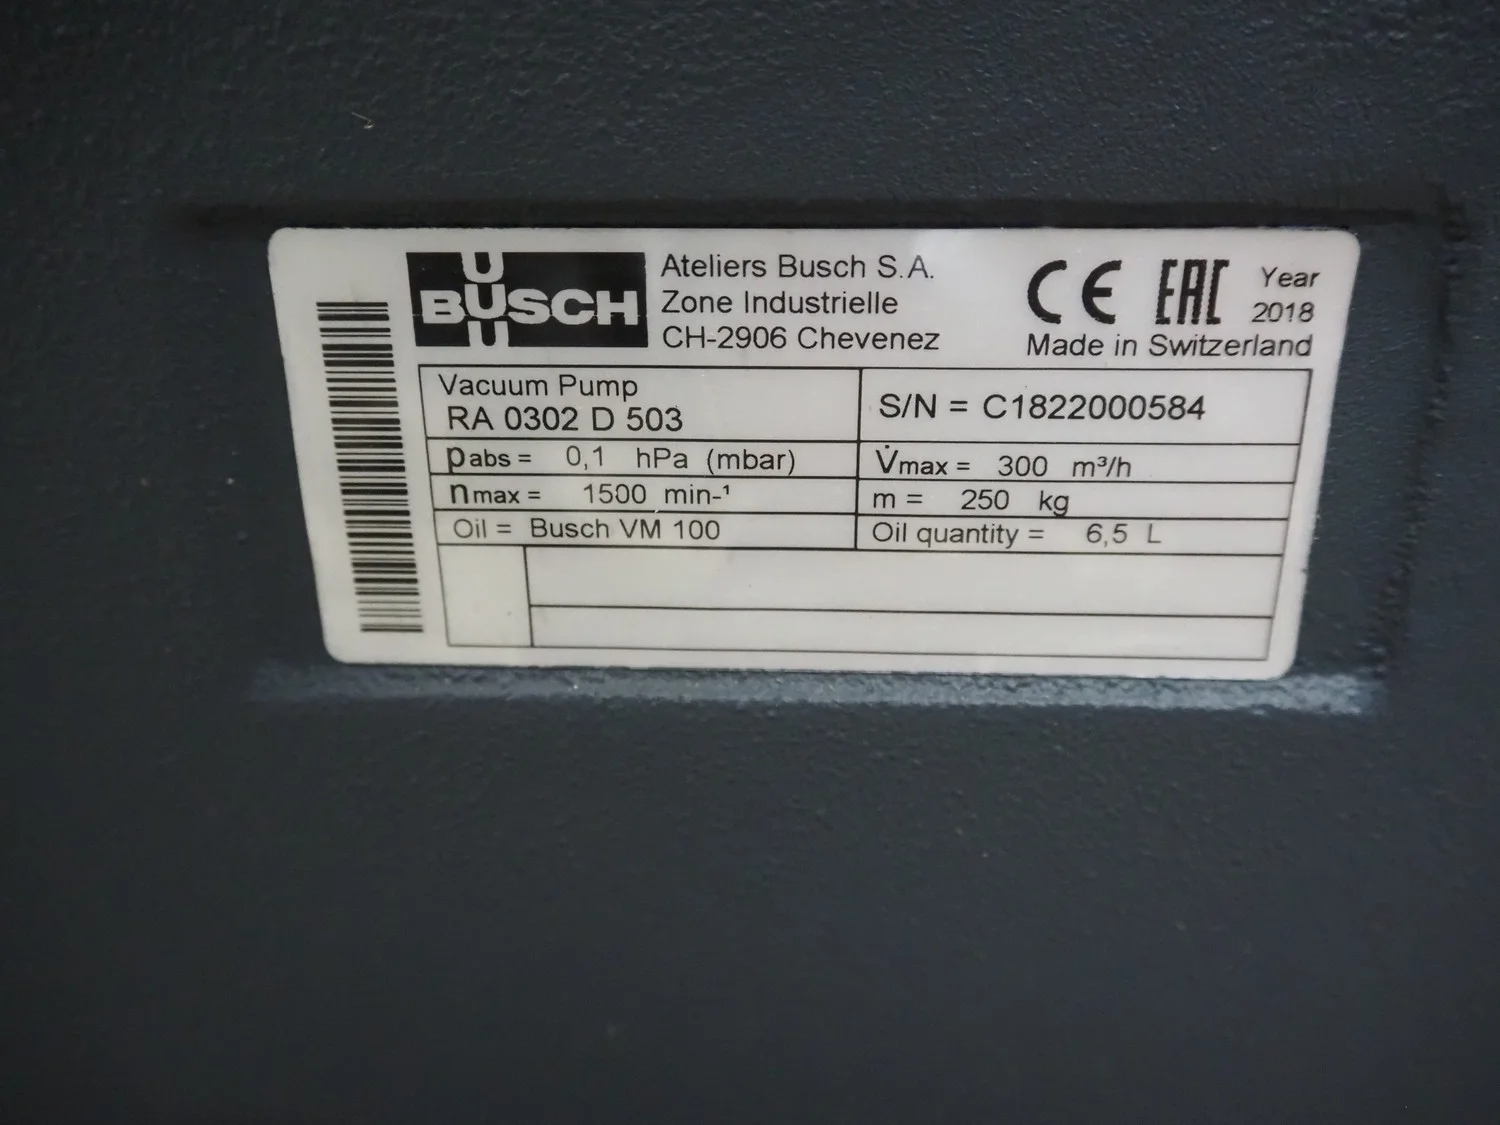 BUSCH
Ateliers Busch S.A.
Zone Industrielle
CH-2906 Chevenez
CE EAC
Year
2018
Made in Switzerland
Vacuum Pump
RA 0302 D 503
S/N = C1822000584
pabs = 0,1 hPa (mbar)
V̇max = 300 m³/h
nmax = 1500 min-¹
m = 250 kg
Oil = Busch VM 100
Oil quantity = 6,5 L